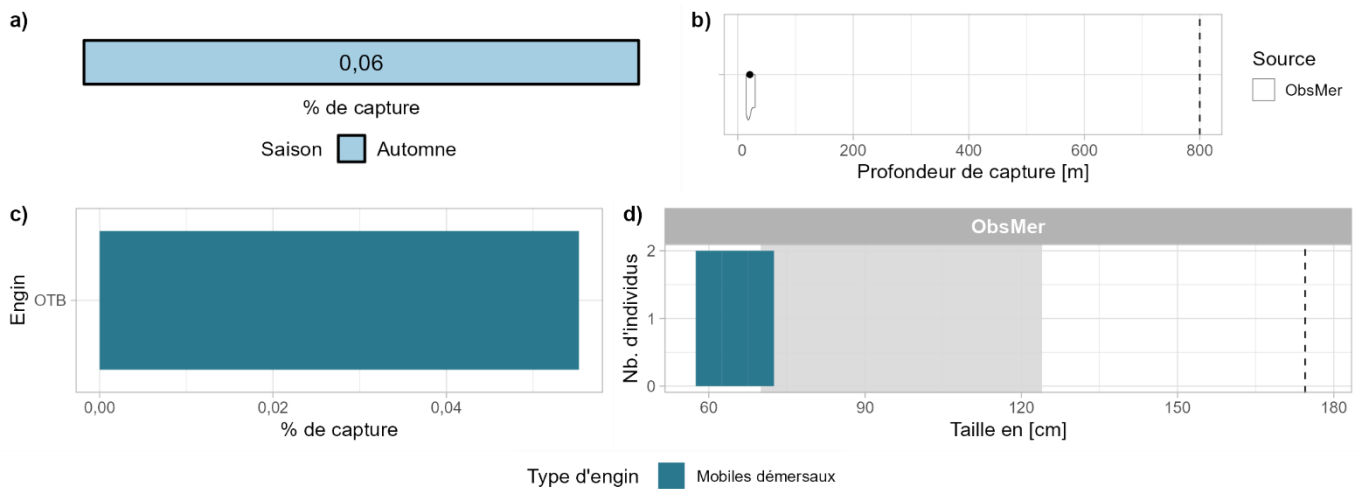 a)
0,06
% de capture
Saison Automne
b)
0 200 400 600 800
Profondeur de capture [m]
Source
ObsMer
c)
Engin
OTB
0,00 0,02 0,04
% de capture
d)
ObsMer
Nb. d'individus
2
1
0
60 90 120 150 180
Taille en [cm]
Type d'engin Mobiles démersaux